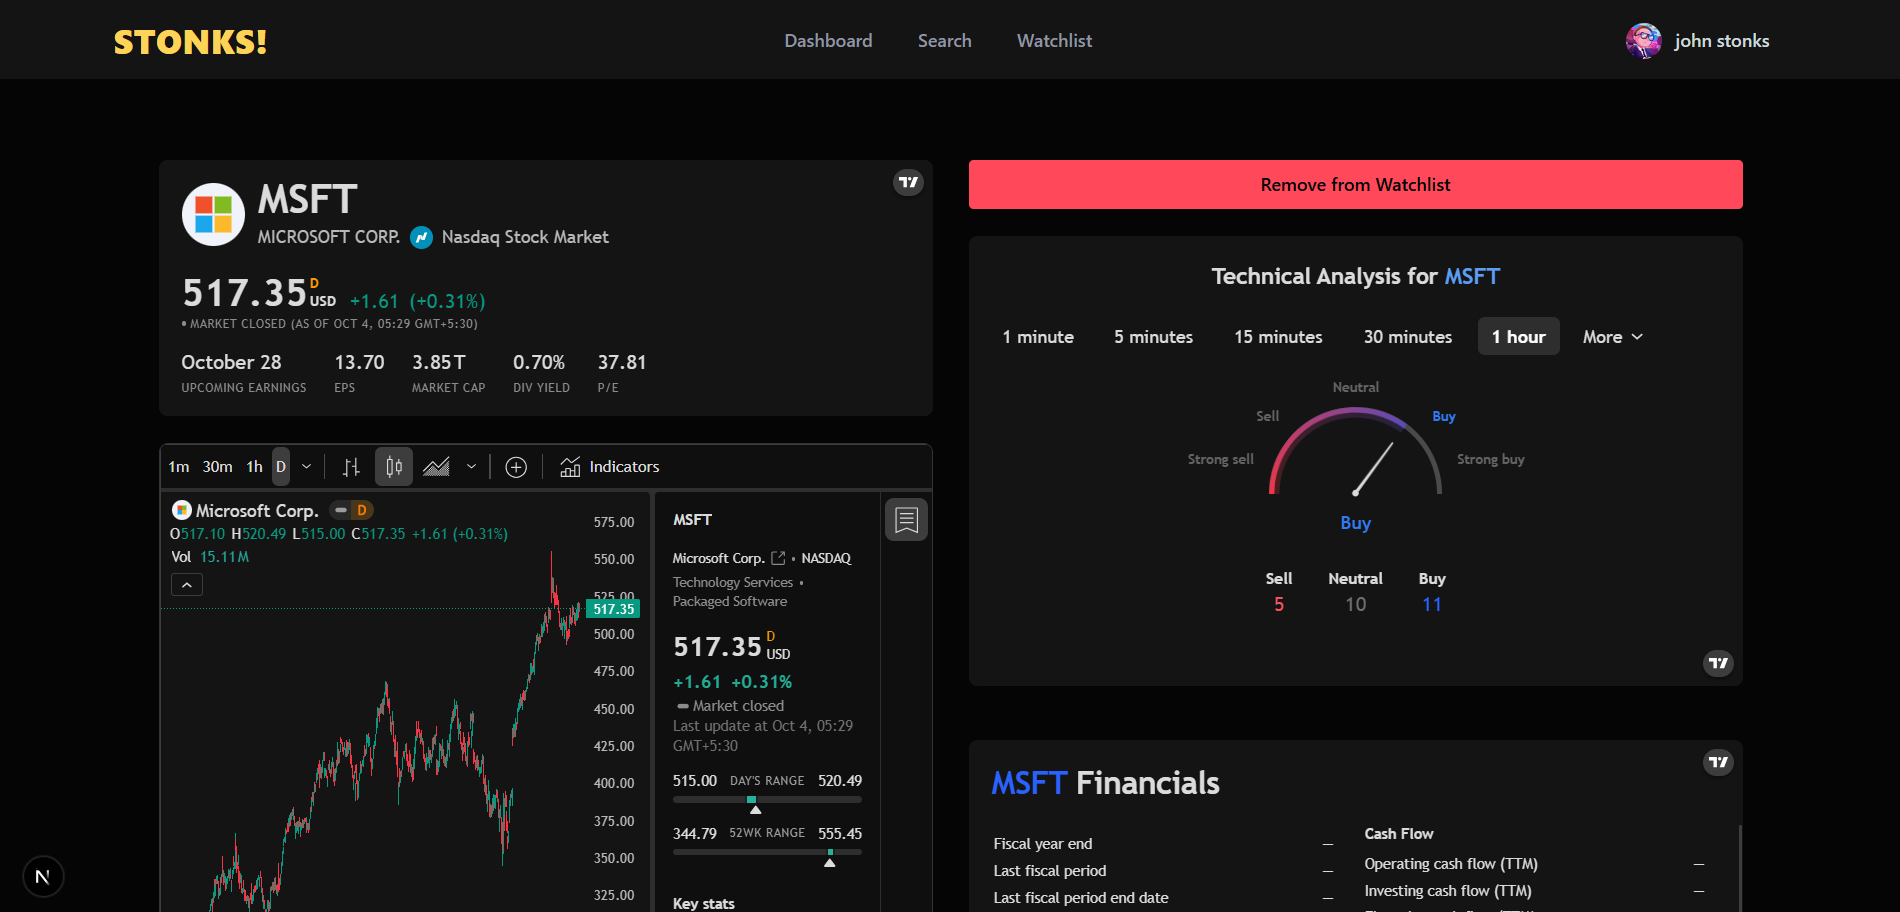 STONKS!
Dashboard
Search
Watchlist
john stonks
MSFT
MICROSOFT CORP. Nasdaq Stock Market
517.35 D USD +1.61 (+0.31%)
• MARKET CLOSED (AS OF OCT 4, 05:29 GMT+5:30)
October 28 13.70 3.85 T 0.70% 37.81
UPCOMING EARNINGS EPS MARKET CAP DIV YIELD P/E
1m 30m 1h D Indicators
Microsoft Corp. D
O517.10 H520.49 L515.00 C517.35 +1.61 (+0.31%)
Vol 15.11 M
575.00
550.00
525.00
517.35
500.00
475.00
450.00
425.00
400.00
375.00
350.00
325.00
MSFT
Microsoft Corp. • NASDAQ
Technology Services •
Packaged Software
517.35 D USD
+1.61 +0.31%
Market closed
Last update at Oct 4, 05:29
GMT+5:30
515.00 DAY'S RANGE 520.49
344.79 52WK RANGE 555.45
Key stats
Remove from Watchlist
Technical Analysis for MSFT
1 minute 5 minutes 15 minutes 30 minutes 1 hour More
Neutral
Sell
Buy
Strong sell
Strong buy
Buy
Sell Neutral Buy
5 10 11
MSFT Financials
Fiscal year end —
Last fiscal period —
Last fiscal period end date —
Cash Flow
Operating cash flow (TTM) —
Investing cash flow (TTM) —
N